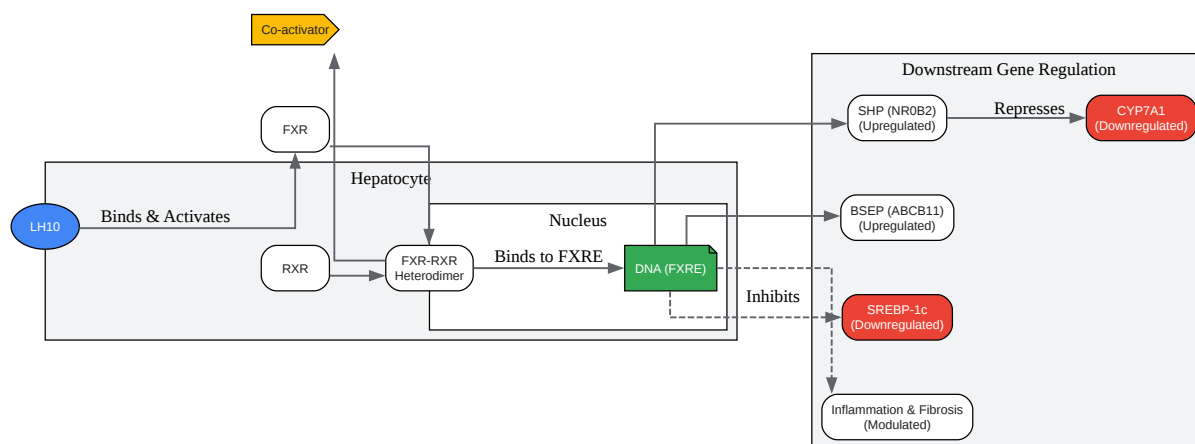 Co-activator
Downstream Gene Regulation
SHP (NR0B2)
(Upregulated)
Represses
CYP7A1
(Downregulated)
FXR
Hepatocyte
LH10
Binds & Activates
Nucleus
BSEP (ABCB11)
(Upregulated)
RXR
FXR-RXR
Heterodimer
Binds to FXRE
DNA (FXRE)
Inhibits
SREBP-1c
(Downregulated)
Inflammation & Fibrosis
(Modulated)